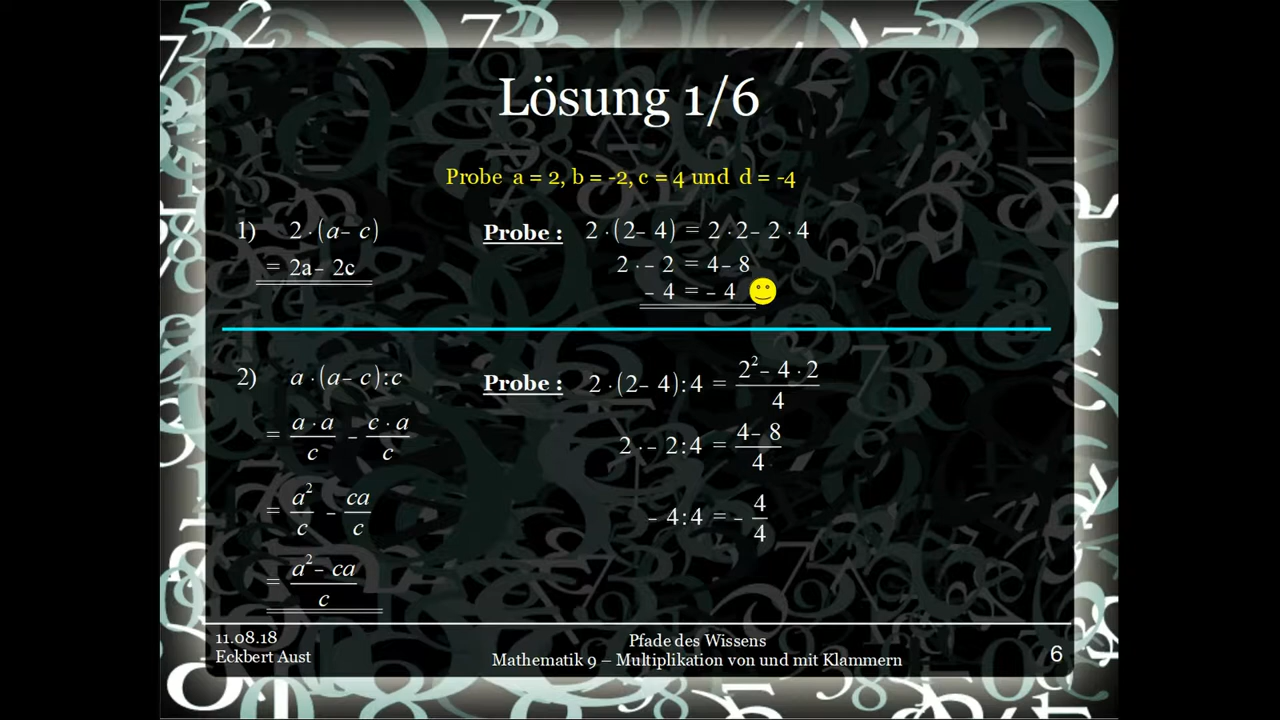 Lösung 1/6
Probe a = 2, b = -2, c = 4 und d = -4
1) 2 · (a – c)
= 2a – 2c
Probe : 2 · (2 – 4) = 2 · 2 – 2 · 4
2 · – 2 = 4 – 8
– 4 = – 4
2) a · (a – c) : c
= a · a / c – c · a / c
= a² / c – ca / c
= a² – ca / c
Probe : 2 · (2 – 4) : 4 = 2² – 4 · 2 / 4
2 · – 2 : 4 = 4 – 8 / 4
– 4 : 4 = – 4 / 4
11.08.18
Eckbert Aust
Pfade des Wissens
Mathematik 9 – Multiplikation von und mit Klammern
6